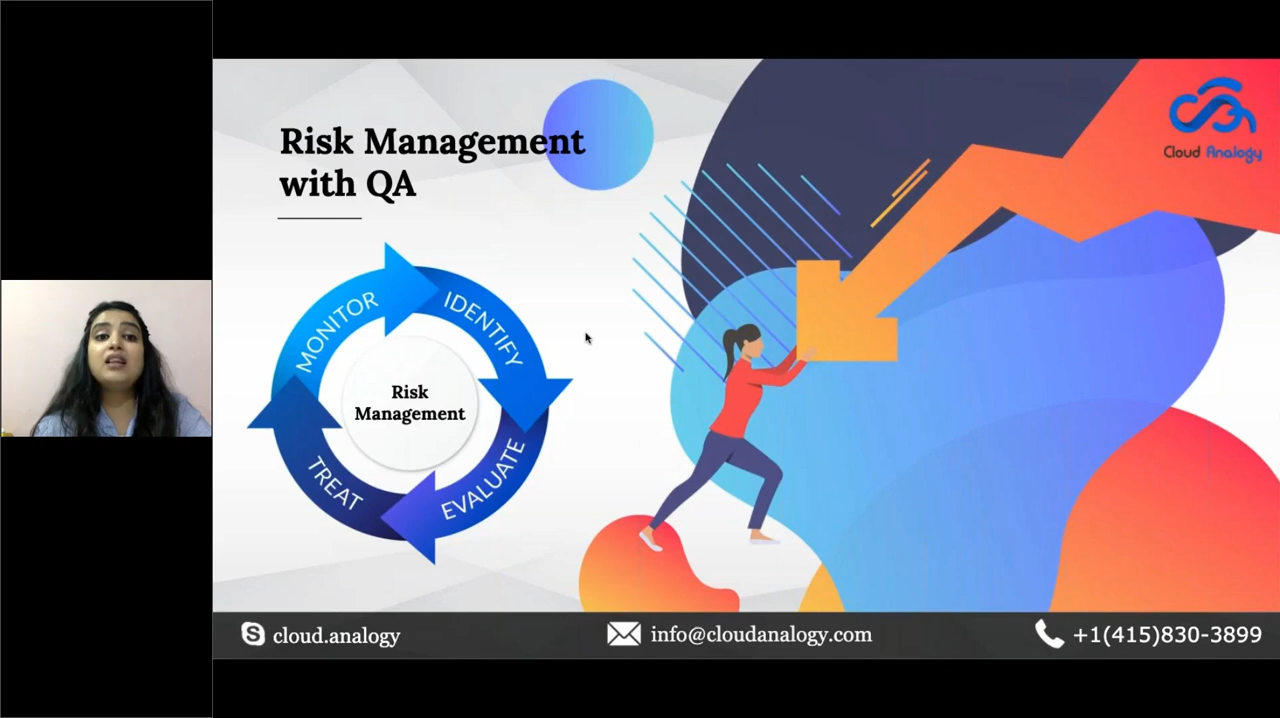 Risk Management
with QA
Cloud Analogy
MONITOR
IDENTIFY
Risk
Management
TREAT
EVALUATE
cloud.analogy
info@cloudanalogy.com
+1(415)830-3899